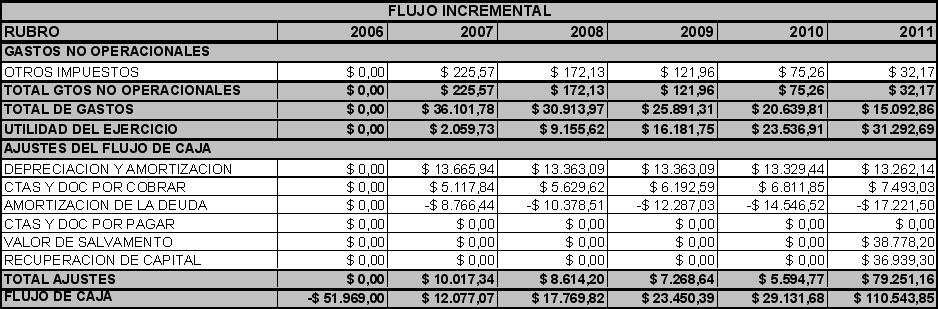 FLUJO INCREMENTAL
RUBRO 2006 2007 2008 2009 2010 2011
GASTOS NO OPERACIONALES
OTROS IMPUESTOS $ 0,00 $ 225,57 $ 172,13 $ 121,96 $ 75,26 $ 32,17
TOTAL GTOS NO OPERACIONALES $ 0,00 $ 225,57 $ 172,13 $ 121,96 $ 75,26 $ 32,17
TOTAL DE GASTOS $ 0,00 $ 36.101,78 $ 30.913,97 $ 25.891,31 $ 20.639,81 $ 15.092,86
UTILIDAD DEL EJERCICIO $ 0,00 $ 2.059,73 $ 9.155,62 $ 16.181,75 $ 23.536,91 $ 31.292,69
AJUSTES DEL FLUJO DE CAJA
DEPRECIACION Y AMORTIZACION $ 0,00 $ 13.665,94 $ 13.363,09 $ 13.363,09 $ 13.329,44 $ 13.262,14
CTAS Y DOC POR COBRAR $ 0,00 $ 5.117,84 $ 5.629,62 $ 6.192,59 $ 6.811,85 $ 7.493,03
AMORTIZACION DE LA DEUDA $ 0,00 -$ 8.766,44 -$ 10.378,51 -$ 12.287,03 -$ 14.546,52 -$ 17.221,50
CTAS Y DOC POR PAGAR $ 0,00 $ 0,00 $ 0,00 $ 0,00 $ 0,00 $ 0,00
VALOR DE SALVAMENTO $ 0,00 $ 0,00 $ 0,00 $ 0,00 $ 0,00 $ 38.778,20
RECUPERACION DE CAPITAL $ 0,00 $ 0,00 $ 0,00 $ 0,00 $ 0,00 $ 36.939,30
TOTAL AJUSTES $ 0,00 $ 10.017,34 $ 8.614,20 $ 7.268,64 $ 5.594,77 $ 79.251,16
FLUJO DE CAJA -$ 51.969,00 $ 12.077,07 $ 17.769,82 $ 23.450,39 $ 29.131,68 $ 110.543,85